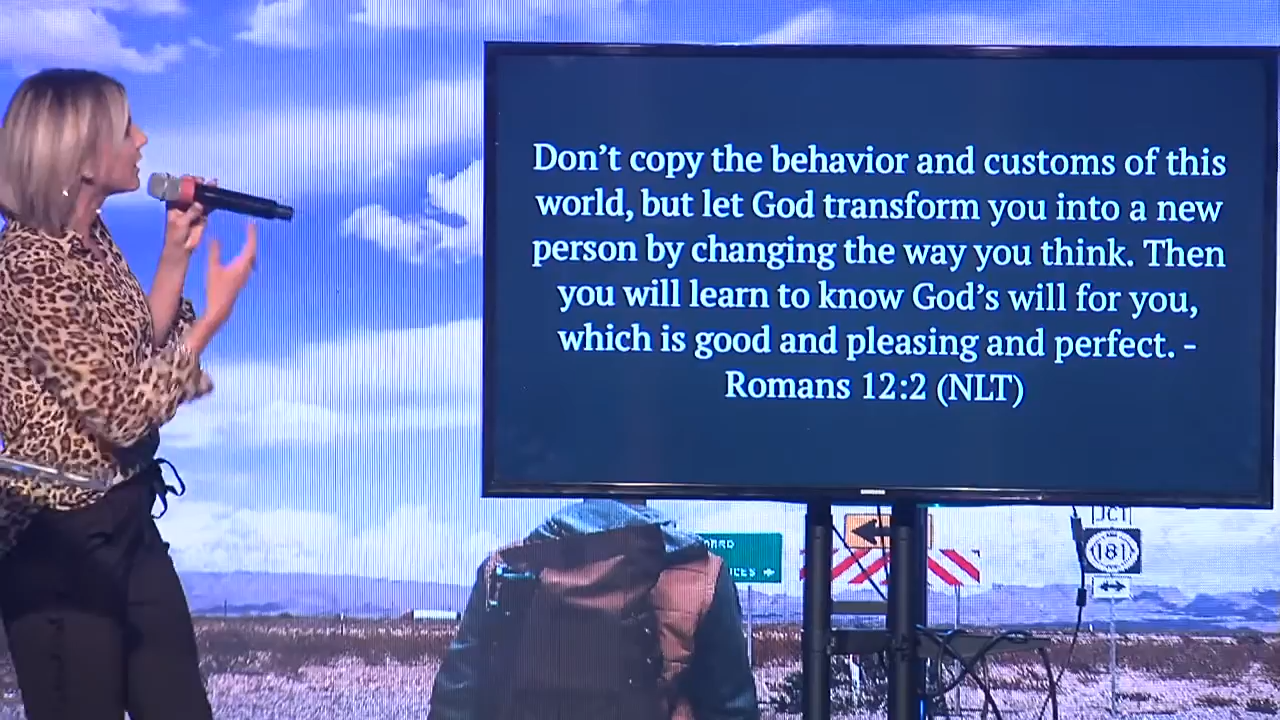 Don't copy the behavior and customs of this
world, but let God transform you into a new
person by changing the way you think. Then
you will learn to know God's will for you,
which is good and pleasing and perfect. -
Romans 12:2 (NLT)
SAMSUNG
JCT
181